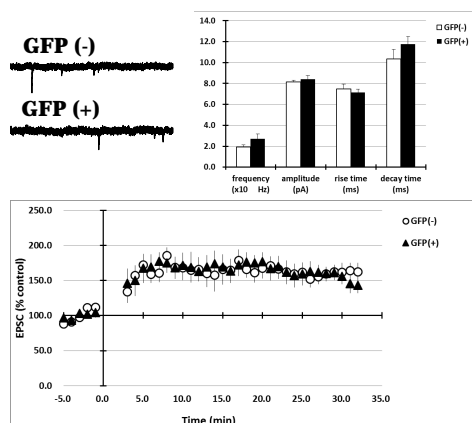 GFP (-)
GFP (+)
14.0
12.0
10.0
8.0
6.0
4.0
2.0
0.0
frequency
(x10 Hz)
amplitude
(pA)
rise time
(ms)
decay time
(ms)
GFP(-)
GFP(+)
250.0
200.0
150.0
100.0
50.0
0.0
EPSC (% control)
-5.0 0.0 5.0 10.0 15.0 20.0 25.0 30.0 35.0
Time (min)
GFP(-)
GFP(+)